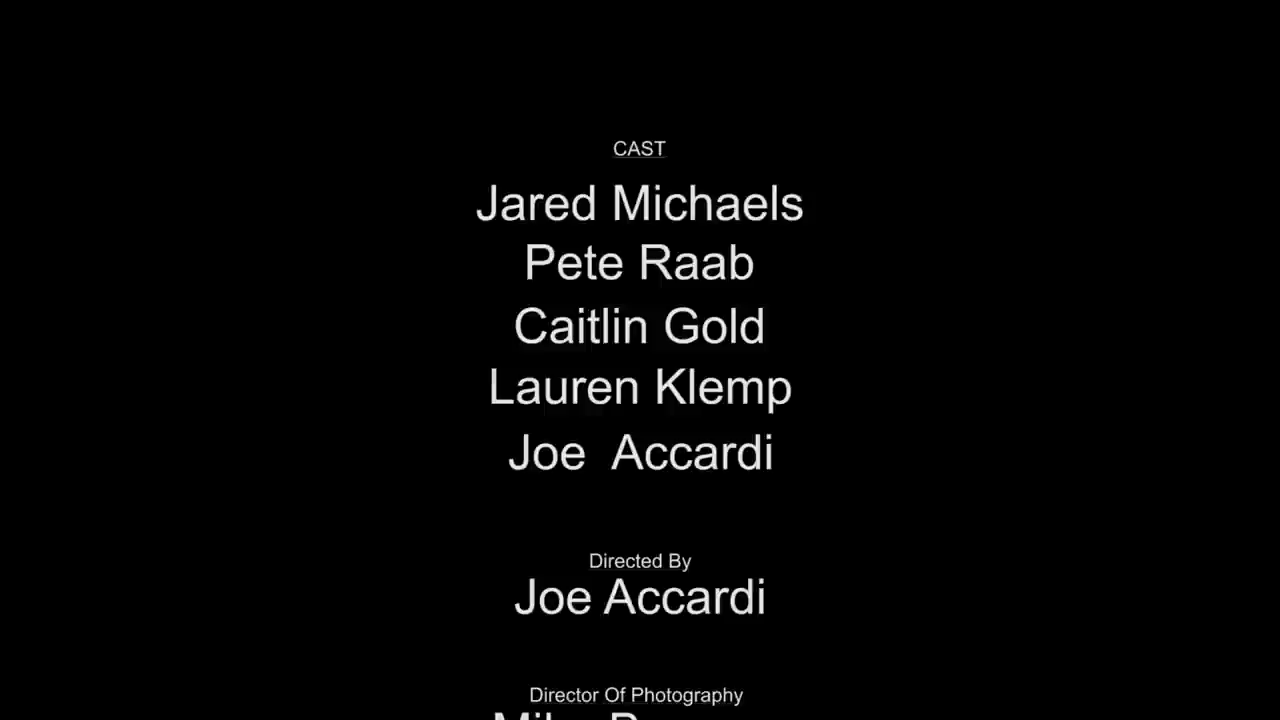 CAST
Jared Michaels
Pete Raab
Caitlin Gold
Lauren Klemp
Joe Accardi
Directed By
Joe Accardi
Director Of Photography